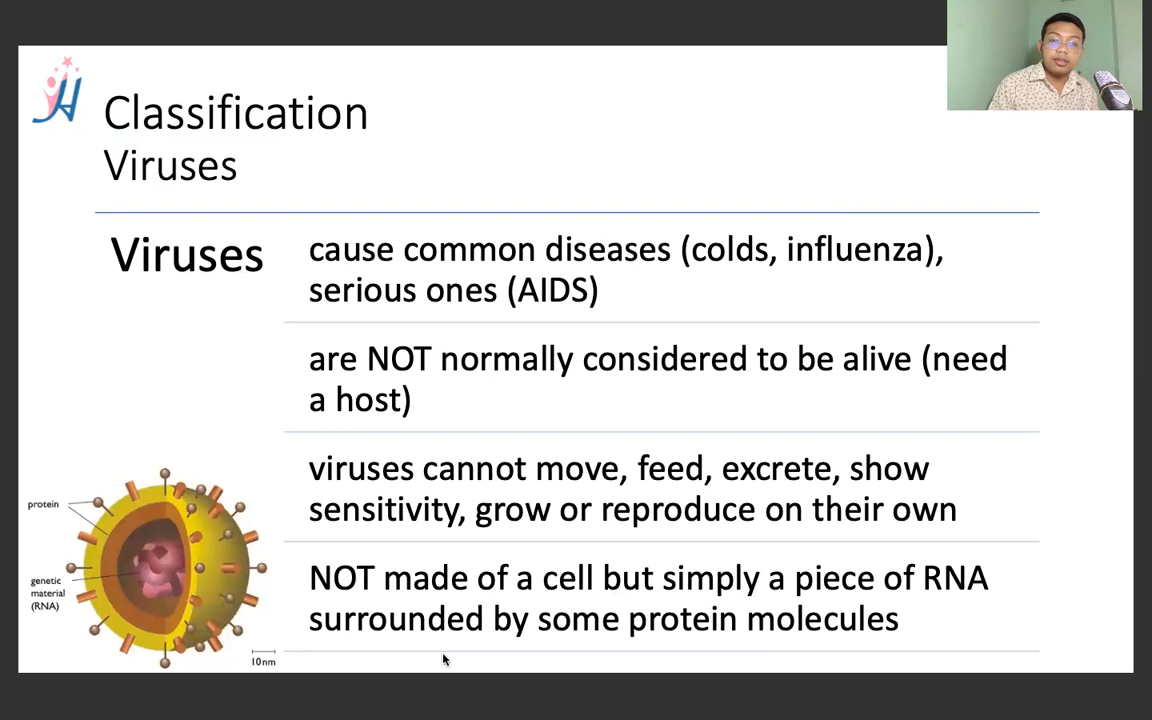 Classification
Viruses
Viruses
cause common diseases (colds, influenza),
serious ones (AIDS)
are NOT normally considered to be alive (need
a host)
viruses cannot move, feed, excrete, show
sensitivity, grow or reproduce on their own
NOT made of a cell but simply a piece of RNA
surrounded by some protein molecules
protein
genetic
material
(RNA)
10nm